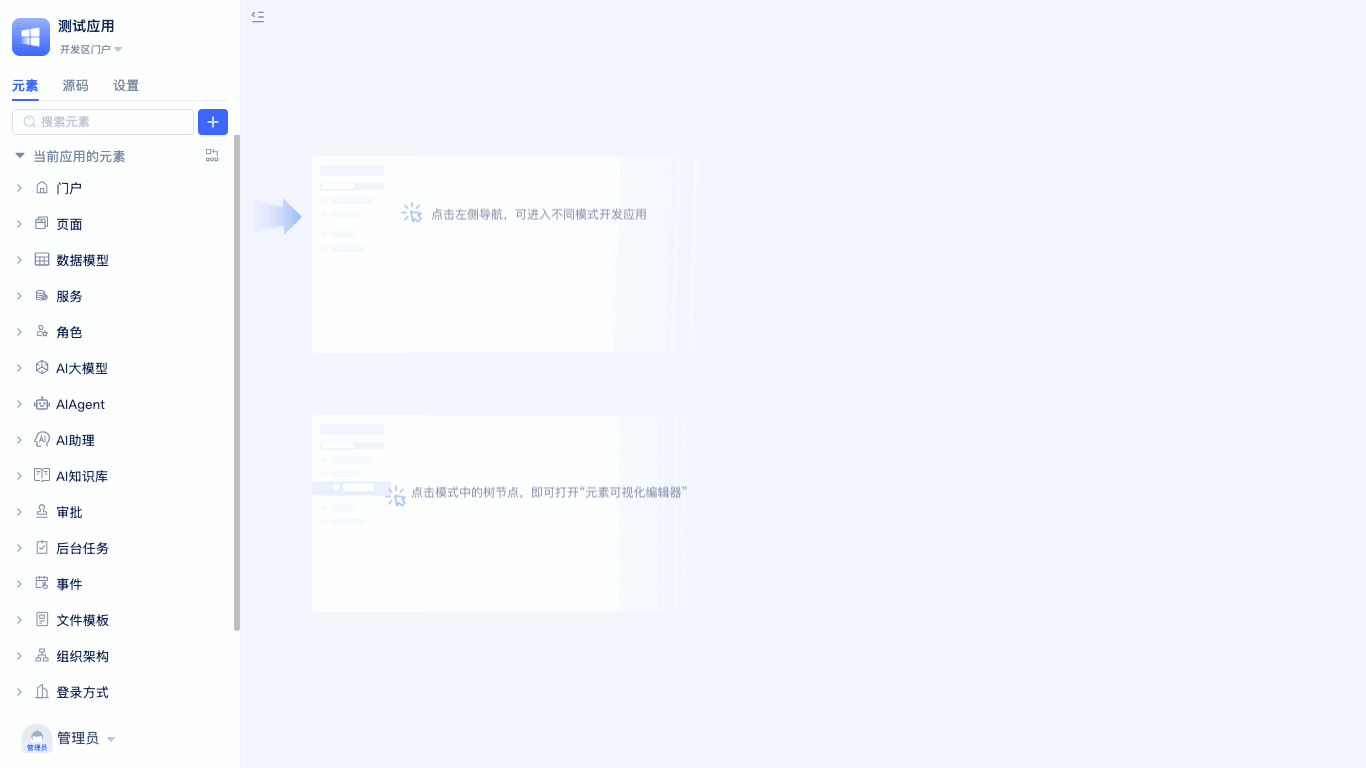 测试应用
开发区门户
元素 源码 设置
搜索元素
当前应用的元素
门户
页面
数据模型
服务
角色
AI大模型
AIAgent
AI助理
AI知识库
审批
后台任务
事件
文件模板
组织架构
登录方式
管理员
管理员
点击左侧导航，可进入不同模式开发应用
点击模式中的树节点，即可打开“元素可视化编辑器”